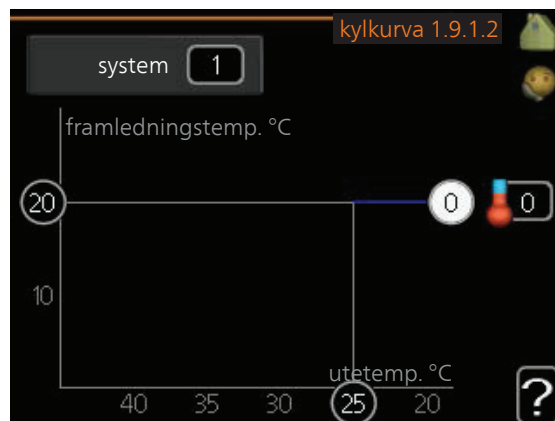 kylkurva 1.9.1.2
system 1
framledningstemp. °C
20 0 0
10
utetemp. °C
40 35 30 25 20
?